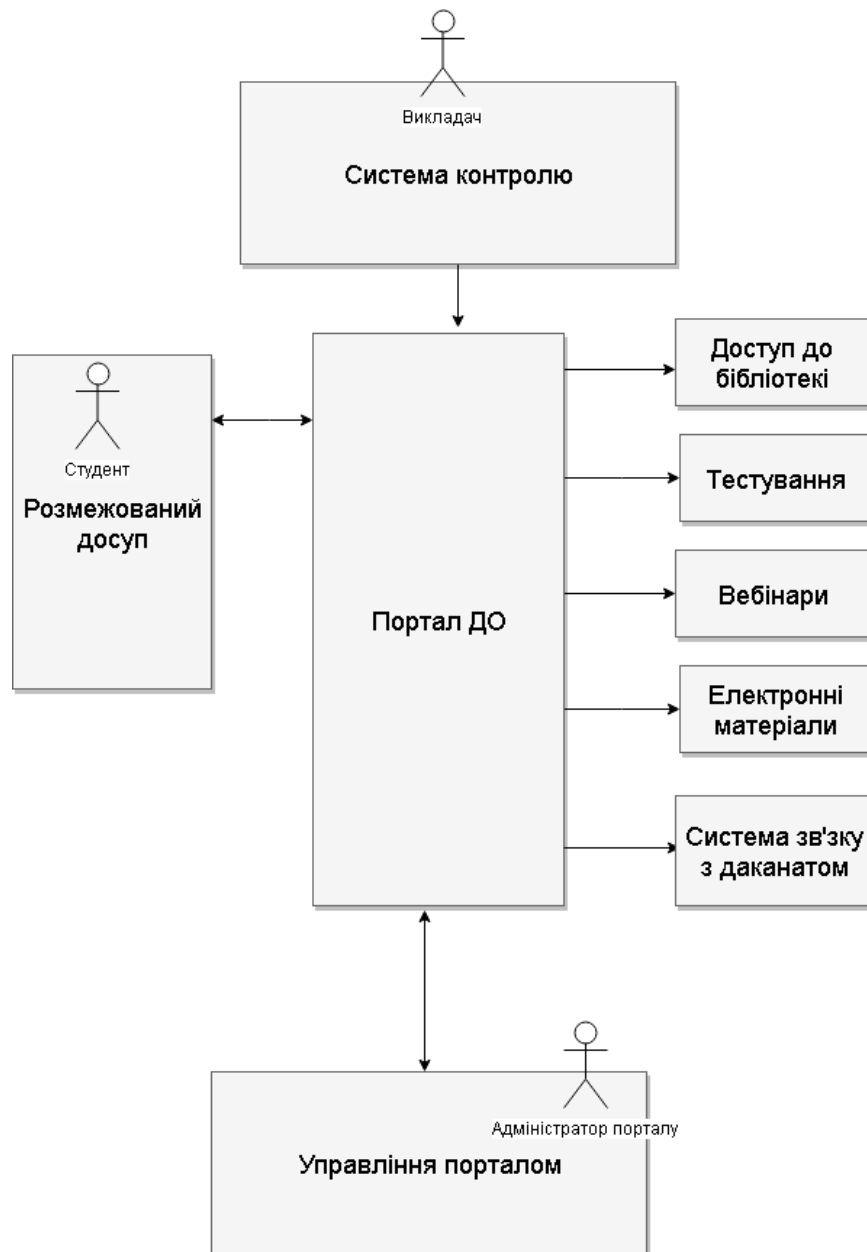 Викладач
Система контролю
Студент
Розмежований
досуп
Портал ДО
Доступ до
бібліотекі
Тестування
Вебінари
Електронні
матеріали
Система зв'зку
з даканатом
Адміністратор порталу
Управління порталом